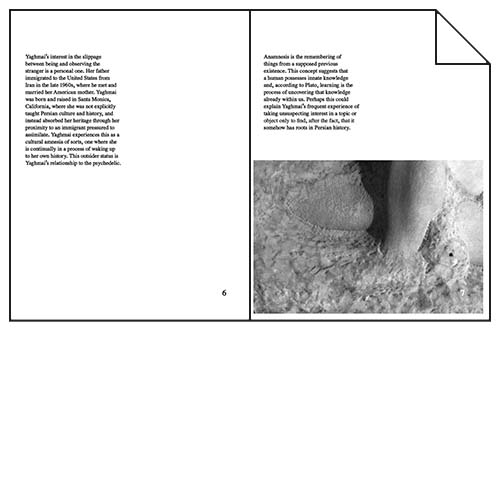 Yaghmai's interest in the slippage
between being and observing the
stranger is a personal one. Her father
immigrated to the United States from
Iran in the late 1960s, where he met and
married her American mother. Yaghmai
was born and raised in Santa Monica,
California, where she was not explicitly
taught Persian culture and history, and
instead absorbed her heritage through her
proximity to an immigrant pressured to
assimilate. Yaghmai experiences this as a
cultural amnesia of sorts, one where she
is continually in a process of waking up
to her own history. This outsider status is
Yaghmai's relationship to the psychedelic.
6
Anamnesis is the remembering of
things from a supposed previous
existence. This concept suggests that
a human possesses innate knowledge
and, according to Plato, learning is the
process of uncovering that knowledge
already within us. Perhaps this could
explain Yaghmai's frequent experience of
taking unsuspecting interest in a topic or
object only to find, after the fact, that it
somehow has roots in Persian history.